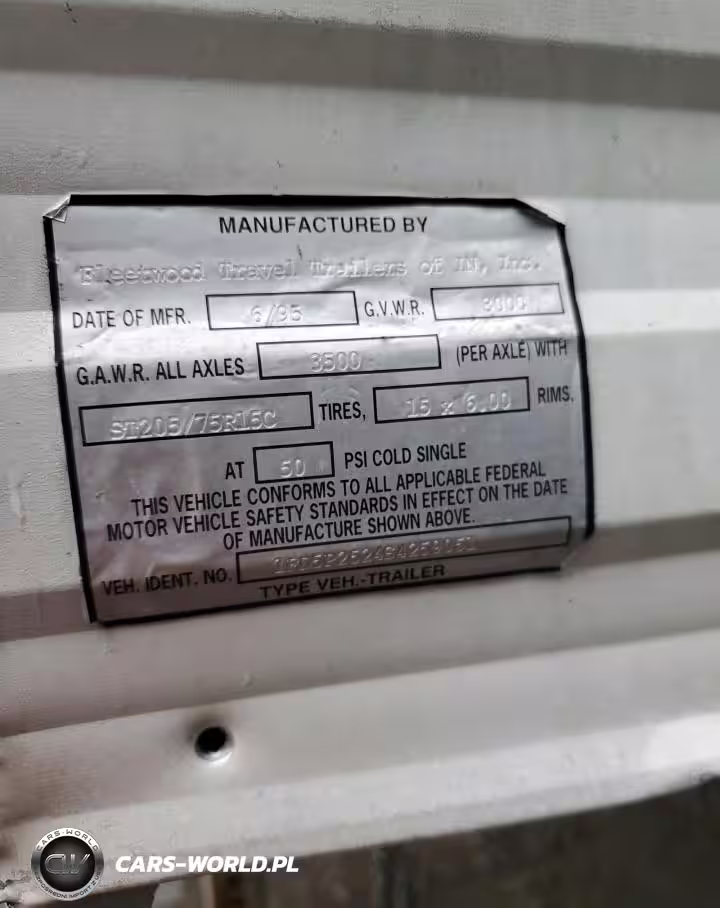 MANUFACTURED BY
Fleetwood Travel Trailers of IN, Inc.
DATE OF MFR. 6/95 G.V.W.R.
G.A.W.R. ALL AXLES 3500 (PER AXLE) WITH
ST205/75R15C TIRES, 15 x 6.00 RIMS.
AT 50 PSI COLD SINGLE
THIS VEHICLE CONFORMS TO ALL APPLICABLE FEDERAL
MOTOR VEHICLE SAFETY STANDARDS IN EFFECT ON THE DATE
OF MANUFACTURE SHOWN ABOVE.
VEH. IDENT. NO.
TYPE VEH.-TRAILER
CARS-WORLD
CW
CARS-WORLD.PL